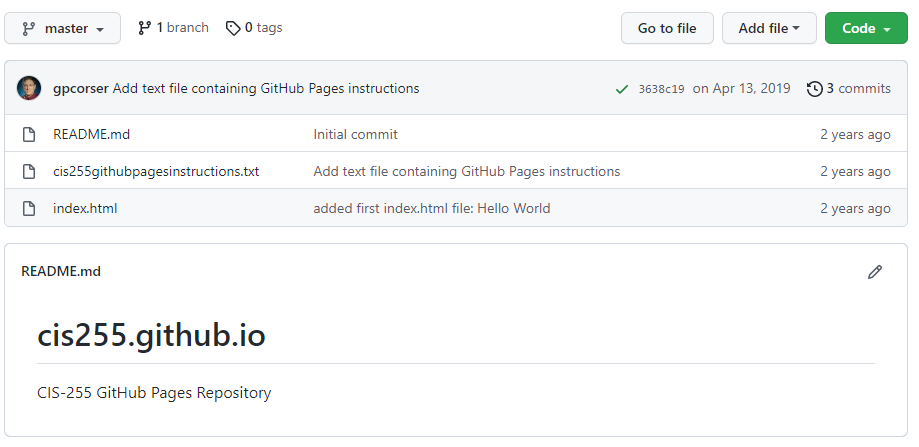 master 1 branch 0 tags Go to file Add file Code
gpcorser Add text file containing GitHub Pages instructions 3638c19 on Apr 13, 2019 3 commits
README.md Initial commit 2 years ago
cis255githubpagesinstructions.txt Add text file containing GitHub Pages instructions 2 years ago
index.html added first index.html file: Hello World 2 years ago
README.md
cis255.github.io
CIS-255 GitHub Pages Repository